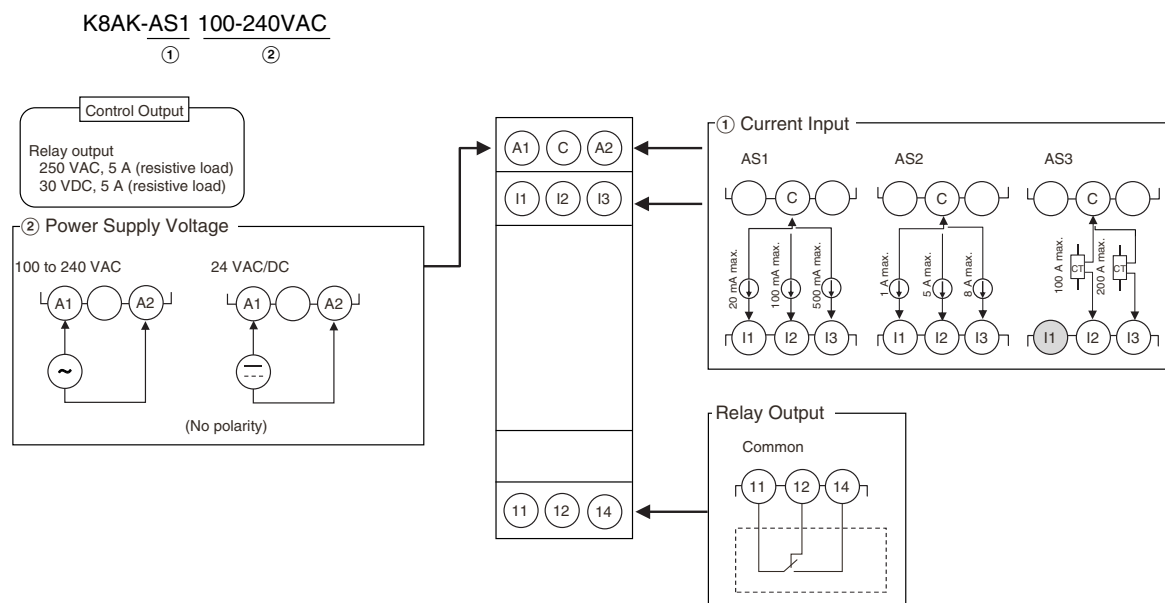 K8AK-AS1 100-240VAC
① ②
Control Output
Relay output
250 VAC, 5 A (resistive load)
30 VDC, 5 A (resistive load)
② Power Supply Voltage
100 to 240 VAC 24 VAC/DC
A1 A2 A1 A2
~
(No polarity)
A1 C A2
I1 I2 I3
11 12 14
① Current Input
AS1 AS2 AS3
C C C
20 mA max. 100 mA max. 500 mA max.
1 A max. 5 A max. 8 A max.
100 A max. CT 200 A max. CT
I1 I2 I3 I1 I2 I3 I1 I2 I3
Relay Output
Common
11 12 14